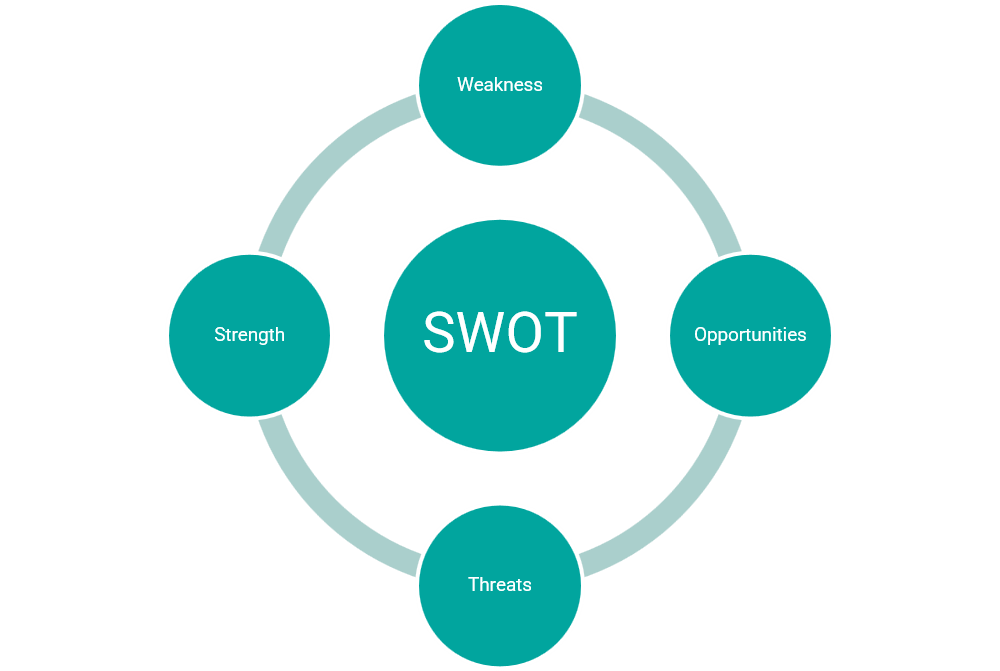 Weakness
Strength
SWOT
Opportunities
Threats